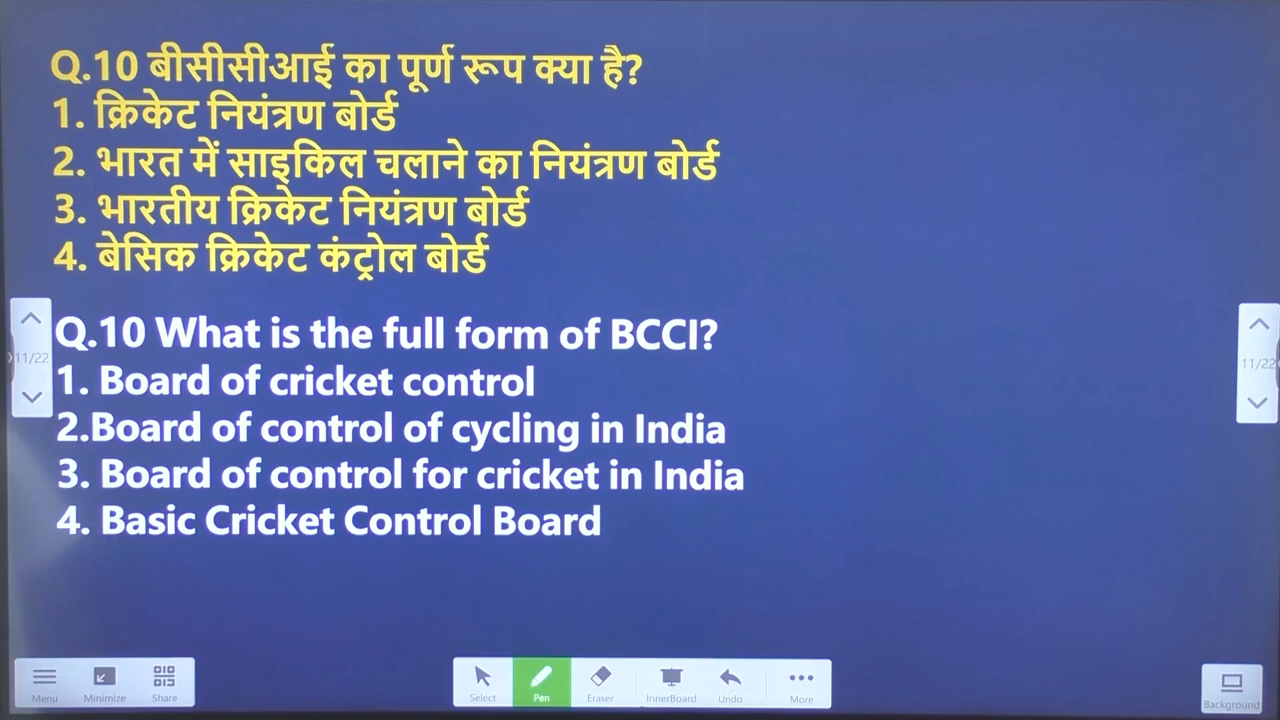 Q.10 बीसीसीआई का पूर्ण रूप क्या है?
1. क्रिकेट नियंत्रण बोर्ड
2. भारत में साइकिल चलाने का नियंत्रण बोर्ड
3. भारतीय क्रिकेट नियंत्रण बोर्ड
4. बेसिक क्रिकेट कंट्रोल बोर्ड
Q.10 What is the full form of BCCI?
1. Board of cricket control
2.Board of control of cycling in India
3. Board of control for cricket in India
4. Basic Cricket Control Board
11/22
11/22
Menu Minimize Share
Select Pen Eraser InnerBoard Undo More
Background